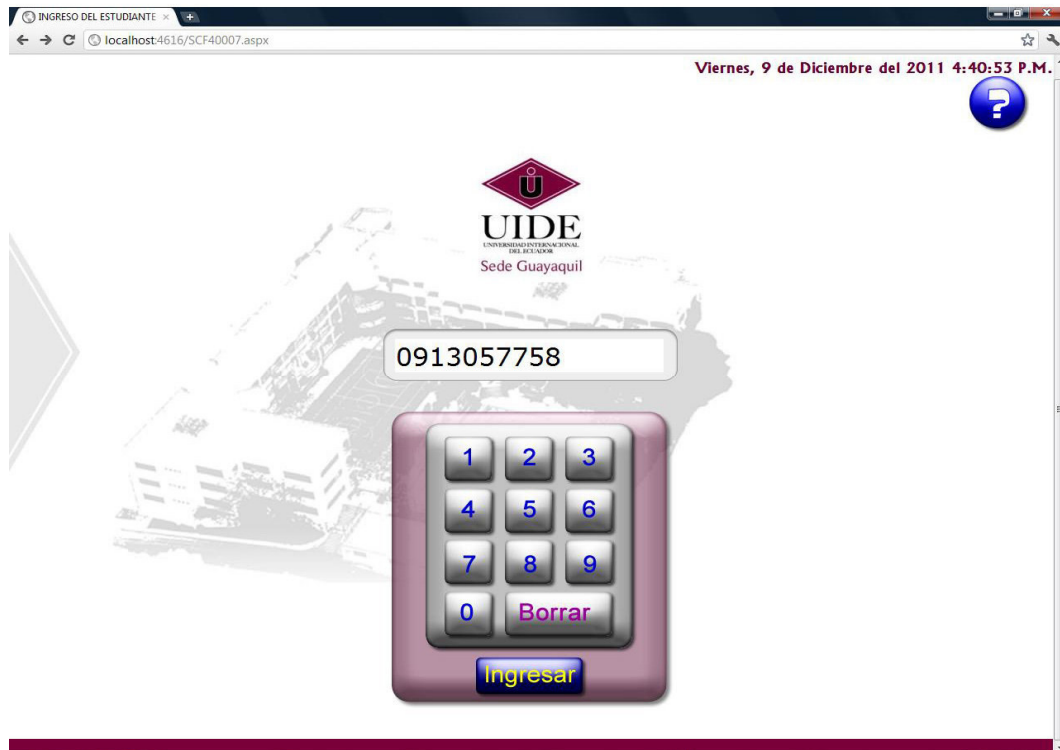 INGRESO DEL ESTUDIANTE
localhost:4616/SCF40007.aspx
Viernes, 9 de Diciembre del 2011 4:40:53 P.M.
?
Ü
UIDE
UNIVERSIDAD INTERNACIONAL
DEL ECUADOR
Sede Guayaquil
0913057758
1 2 3
4 5 6
7 8 9
0 Borrar
Ingresar